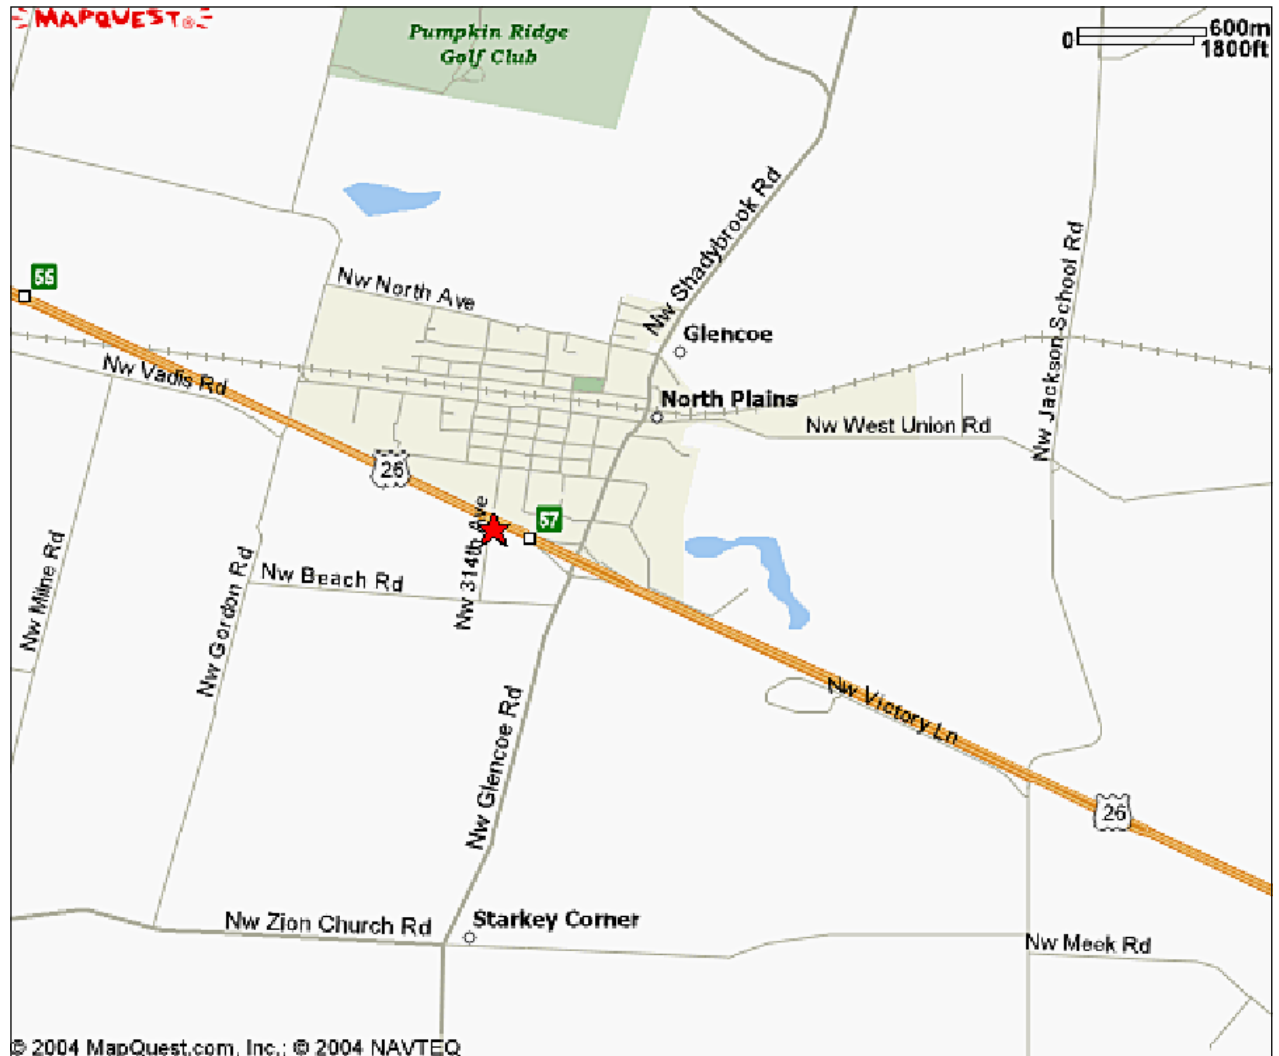 MAPQUEST®
Pumpkin Ridge
Golf Club
0
600m
1800ft
Nw Shadybrook Rd
Nw Jackson School Rd
Nw North Ave
Glencoe
Nw Vadis Rd
North Plains
Nw West Union Rd
26
57
Nw 314th Ave
Nw Milne Rd
Nw Gordon Rd
Nw Beach Rd
Nw Glencoe Rd
Nw Victory Ln
26
Nw Zion Church Rd
Starkey Corner
Nw Meek Rd
© 2004 MapQuest.com, Inc.; © 2004 NAVTEQ